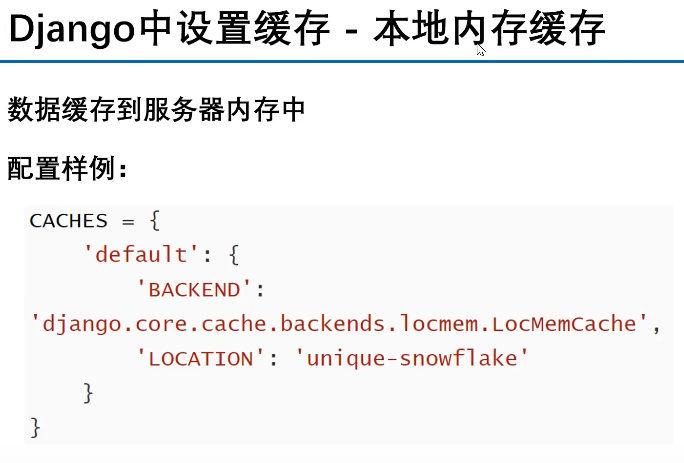 Django中设置缓存 - 本地内存缓存
数据缓存到服务器内存中
配置样例：
CACHES = {
    'default': {
        'BACKEND':
'django.core.cache.backends.locmem.LocMemCache',
        'LOCATION': 'unique-snowflake'
    }
}